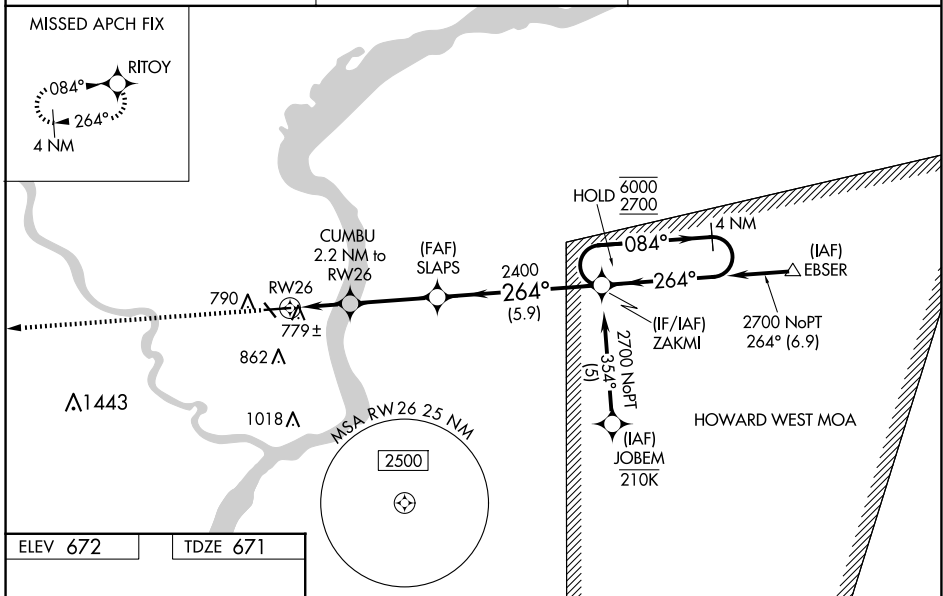 MISSED APCH FIX
RITOY
084°
264°
4 NM
HOLD
6000
2700
4 NM
084°
(IAF)
EBSER
264°
CUMBU
2.2 NM to
RW26
(FAF)
SLAPS
2400
264°
(5.9)
RW26
790
779±
(IF/IAF)
ZAKMI
2700 NoPT
264° (6.9)
862
2700 NoPT
354°
(5)
1443
1018
MSA RW26 25 NM
2500
(IAF)
JOBEM
210K
HOWARD WEST MOA
ELEV 672
TDZE 671